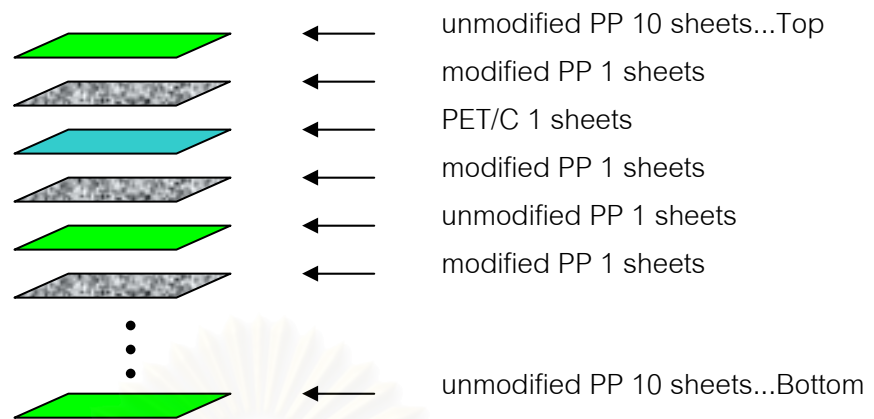 unmodified PP 10 sheets...Top
modified PP 1 sheets
PET/C 1 sheets
modified PP 1 sheets
unmodified PP 1 sheets
modified PP 1 sheets
unmodified PP 10 sheets...Bottom